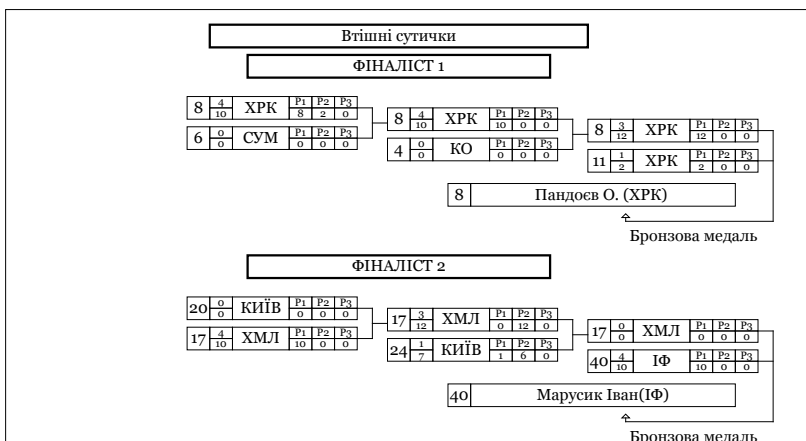 Втішні сутички
ФІНАЛІСТ 1
8 4 10 ХРК P1 8 P2 2 P3 0
6 0 0 СУМ P1 0 P2 0 P3 0
8 4 10 ХРК P1 10 P2 0 P3 0
4 0 0 КО P1 0 P2 0 P3 0
8 3 12 ХРК P1 12 P2 0 P3 0
11 1 2 ХРК P1 2 P2 0 P3 0
8 Пандоєв О. (ХРК)
Бронзова медаль
ФІНАЛІСТ 2
20 0 0 КИЇВ P1 0 P2 0 P3 0
17 4 10 ХМЛ P1 10 P2 0 P3 0
17 3 12 ХМЛ P1 0 P2 12 P3 0
24 1 7 КИЇВ P1 1 P2 6 P3 0
17 0 0 ХМЛ P1 0 P2 0 P3 0
40 4 10 ІФ P1 10 P2 0 P3 0
40 Марусик Іван(ІФ)
Бронзова медаль